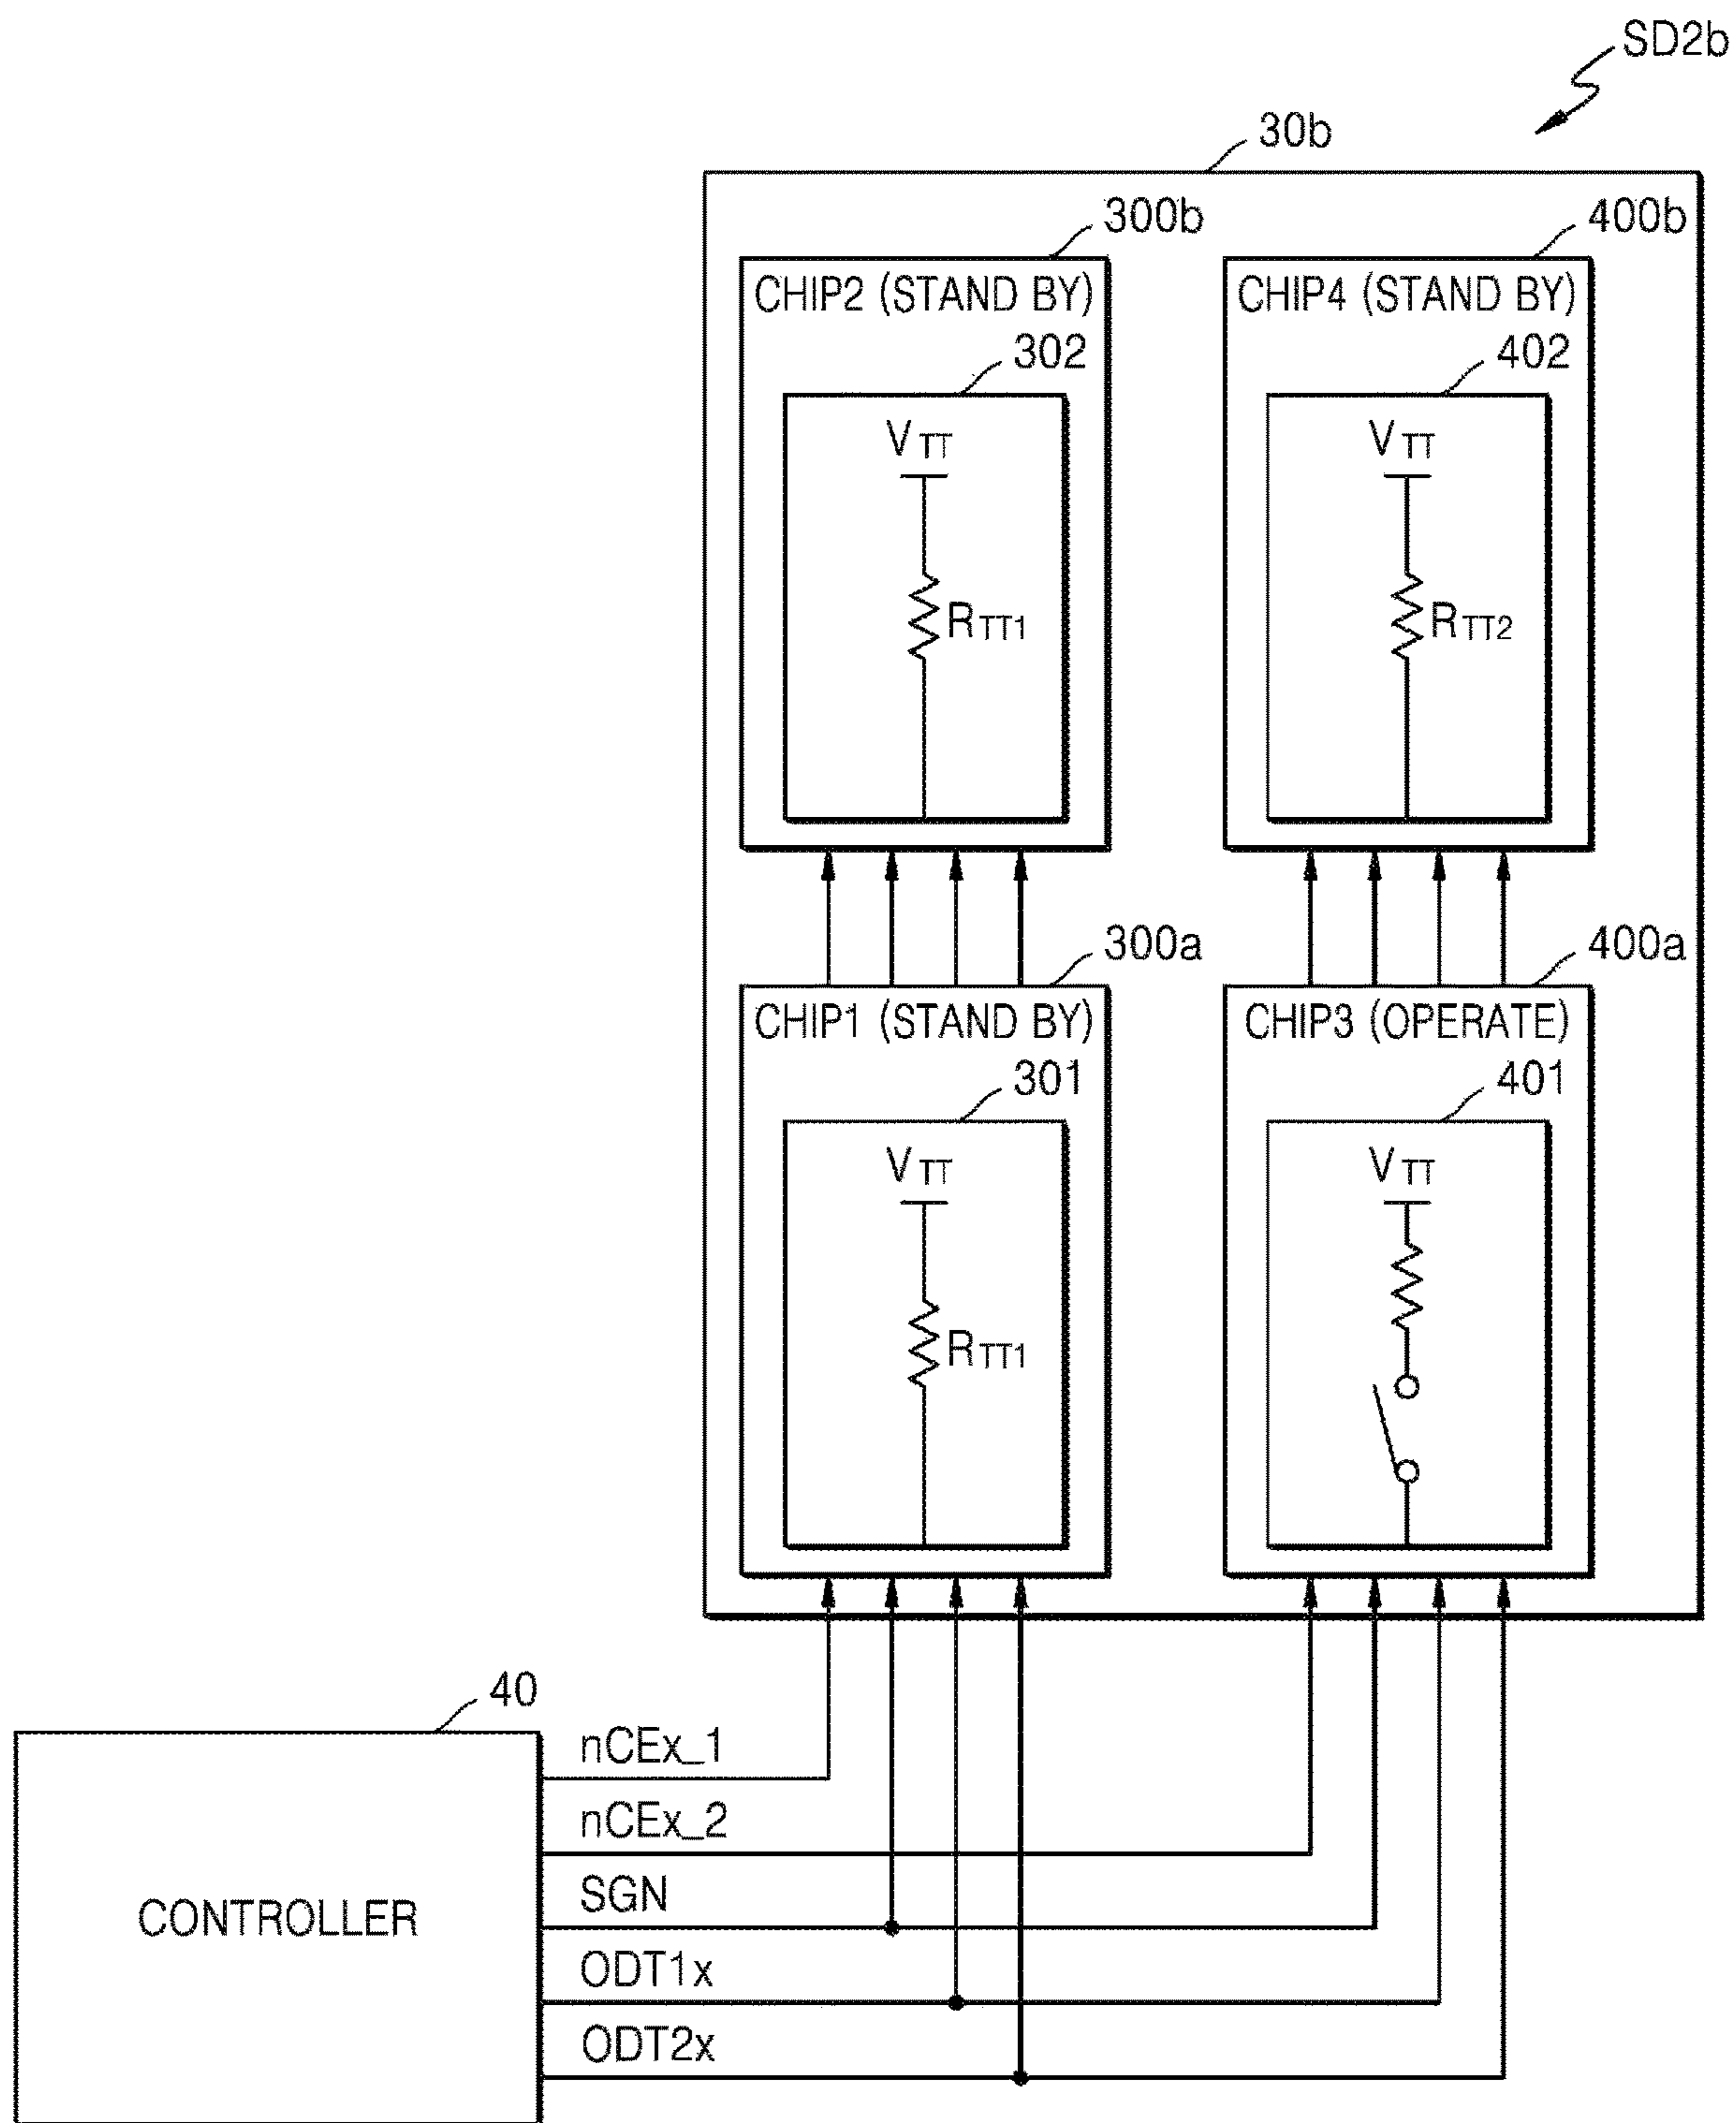 SD2b
30b
300b
400b
CHIP2 (STAND BY)
CHIP4 (STAND BY)
302
402
VTT
VTT
RTT1
RTT2
300a
400a
CHIP1 (STAND BY)
CHIP3 (OPERATE)
301
401
VTT
VTT
RTT1
40
nCEx_1
nCEx_2
SGN
CONTROLLER
ODT1x
ODT2x